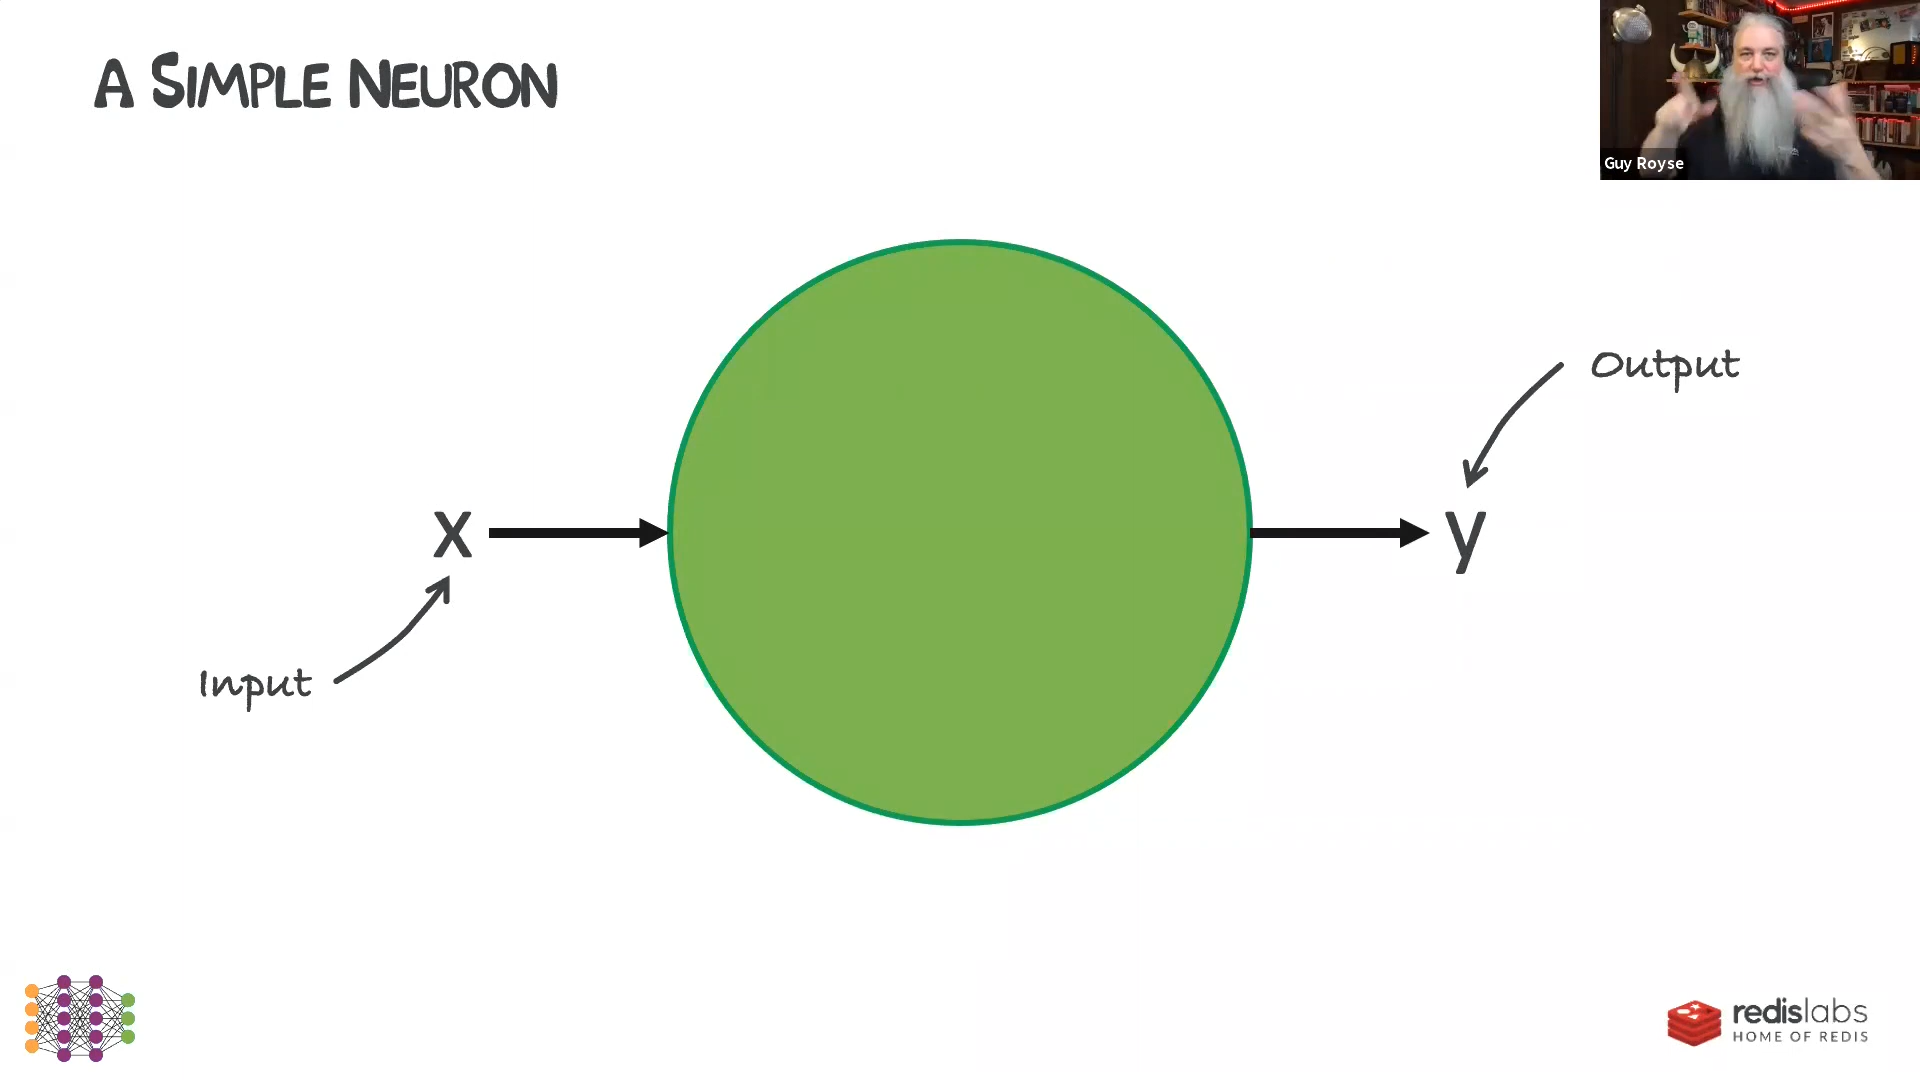 A SIMPLE NEURON
Guy Royse
Output
x
y
Input
redislabs
HOME OF REDIS